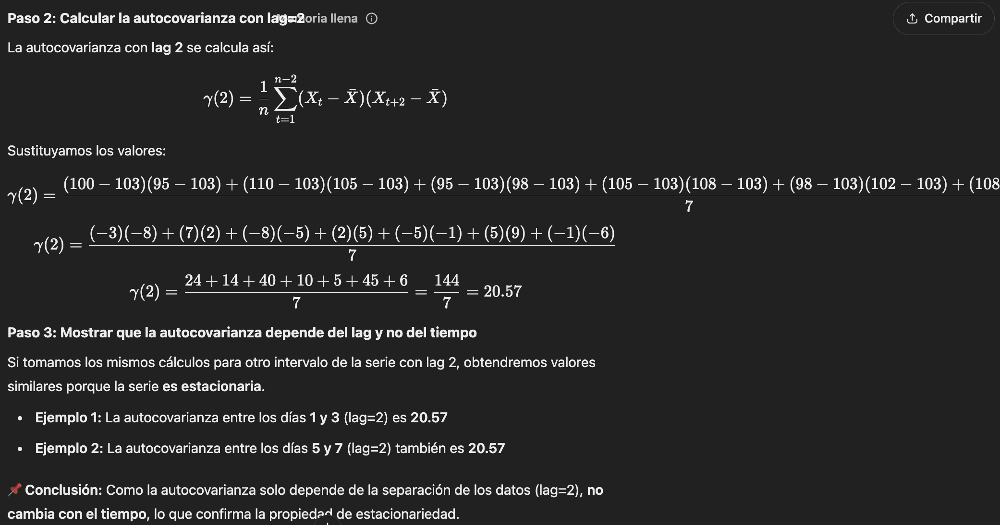 Paso 2: Calcular la autocovarianza con lag=2 oria llena
Compartir
La autocovarianza con lag 2 se calcula así:
γ(2) = \frac{1}{n} \sum_{t=1}^{n-2} (X_t − \bar{X})(X_{t+2} − \bar{X})
Sustituyamos los valores:
γ(2) = \frac{(100 − 103)(95 − 103) + (110 − 103)(105 − 103) + (95 − 103)(98 − 103) + (105 − 103)(108 − 103) + (98 − 103)(102 − 103) + (108}{7}
γ(2) = \frac{(−3)(−8) + (7)(2) + (−8)(−5) + (2)(5) + (−5)(−1) + (5)(9) + (−1)(−6)}{7}
γ(2) = \frac{24 + 14 + 40 + 10 + 5 + 45 + 6}{7} = \frac{144}{7} = 20.57
Paso 3: Mostrar que la autocovarianza depende del lag y no del tiempo
Si tomamos los mismos cálculos para otro intervalo de la serie con lag 2, obtendremos valores
similares porque la serie es estacionaria.
• Ejemplo 1: La autocovarianza entre los días 1 y 3 (lag=2) es 20.57
• Ejemplo 2: La autocovarianza entre los días 5 y 7 (lag=2) también es 20.57
📌 Conclusión: Como la autocovarianza solo depende de la separación de los datos (lag=2), no
cambia con el tiempo, lo que confirma la propiedad de estacionariedad.